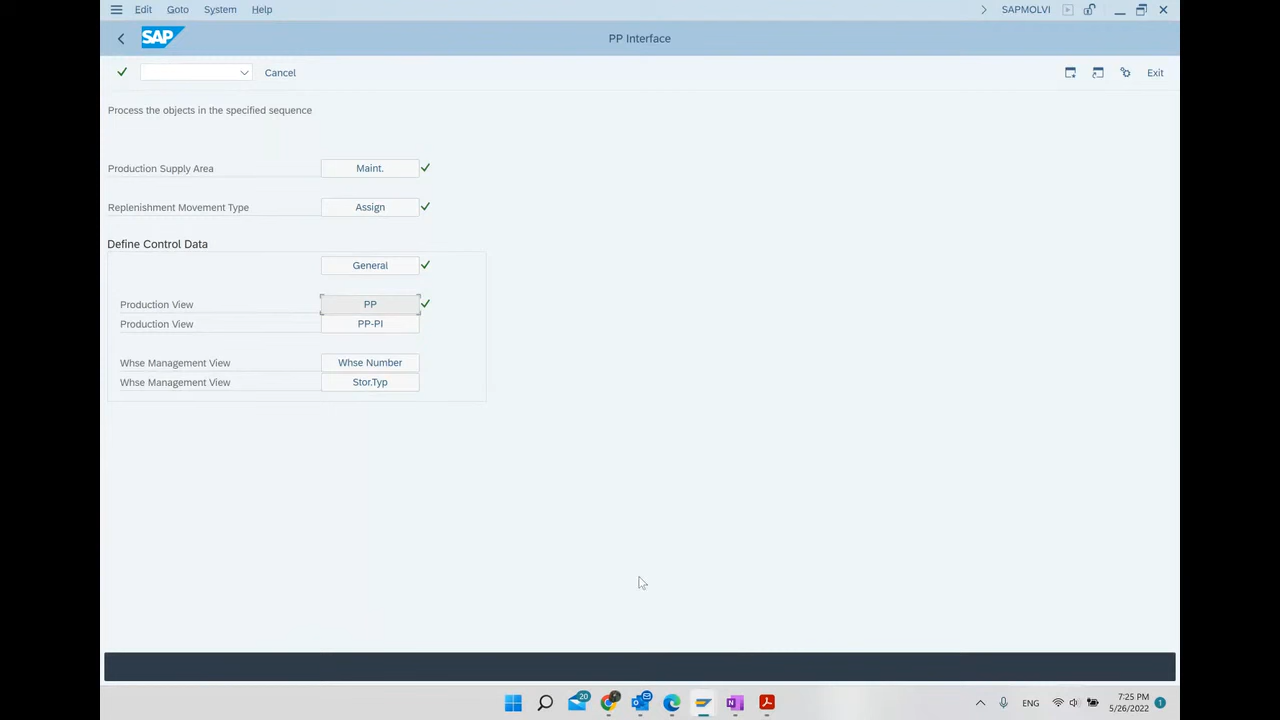 Edit Goto System Help SAPMOLVI
SAP PP Interface
Cancel Exit
Process the objects in the specified sequence
Production Supply Area Maint.
Replenishment Movement Type Assign
Define Control Data
General
Production View PP
Production View PP-PI
Whse Management View Whse Number
Whse Management View Stor.Typ
20 ENG 7:25 PM
5/26/2022 1